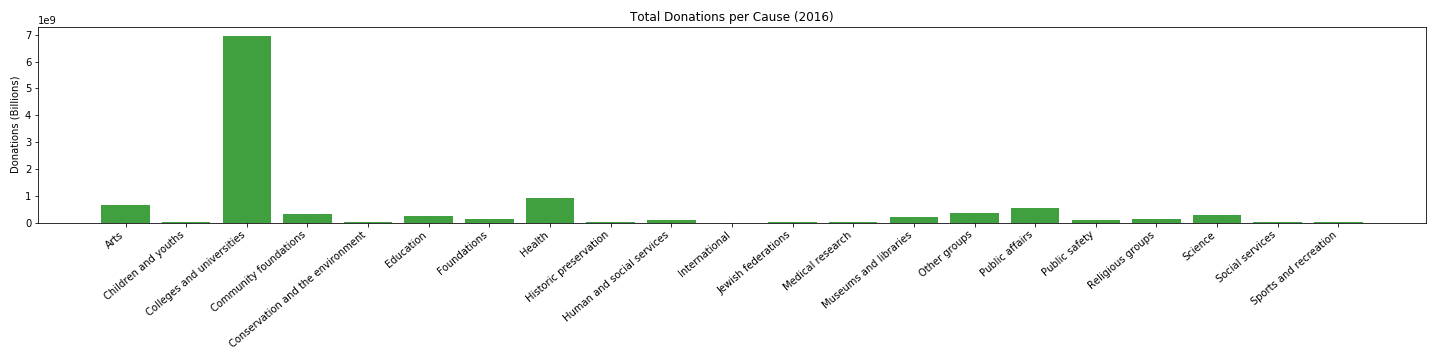 Total Donations per Cause (2016)
1e9
Donations (Billions)
7
6
5
4
3
2
1
0
Arts
Children and youths
Colleges and universities
Community foundations
Conservation and the environment
Education
Foundations
Health
Historic preservation
Human and social services
International
Jewish federations
Medical research
Museums and libraries
Other groups
Public affairs
Public safety
Religious groups
Science
Social services
Sports and recreation